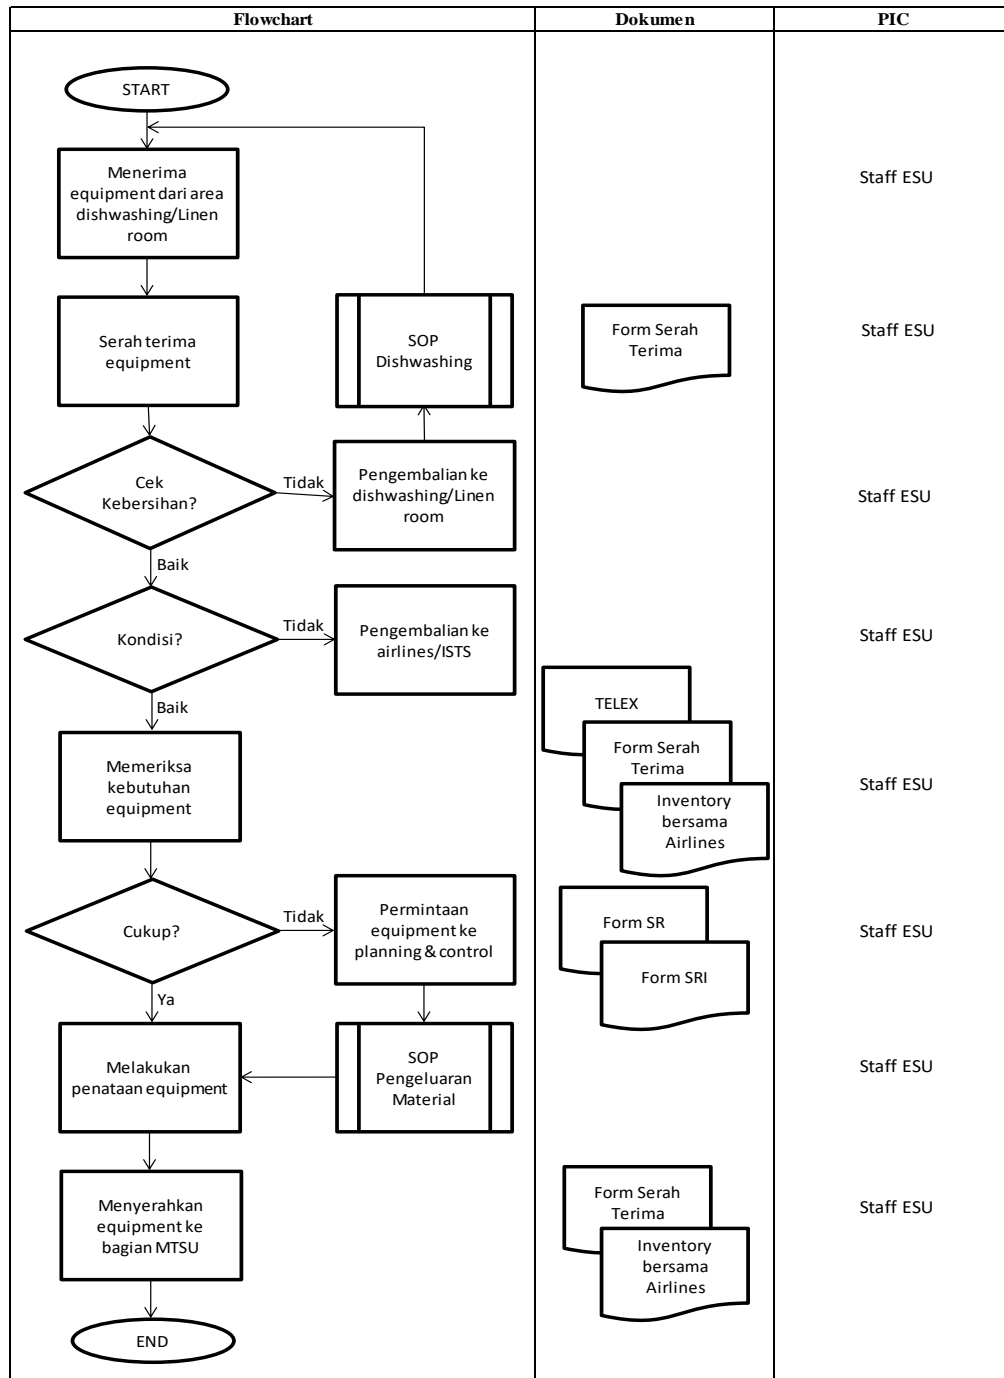 Flowchart
Dokumen
PIC
START
Menerima
equipment dari area
dishwashing/Linen
room
Staff ESU
Serah terima
equipment
SOP
Dishwashing
Form Serah
Terima
Staff ESU
Cek
Kebersihan?
Tidak
Pengembalian ke
dishwashing/Linen
room
Staff ESU
Baik
Kondisi?
Tidak
Pengembalian ke
airlines/ISTS
Staff ESU
Baik
Memeriksa
kebutuhan
equipment
TELEX
Form Serah
Terima
Inventory
bersama
Airlines
Staff ESU
Cukup?
Tidak
Permintaan
equipment ke
planning & control
Form SR
Form SRI
Staff ESU
Ya
Melakukan
penataan equipment
SOP
Pengeluaran
Material
Staff ESU
Menyerahkan
equipment ke
bagian MTSU
Form Serah
Terima
Inventory
bersama
Airlines
Staff ESU
END